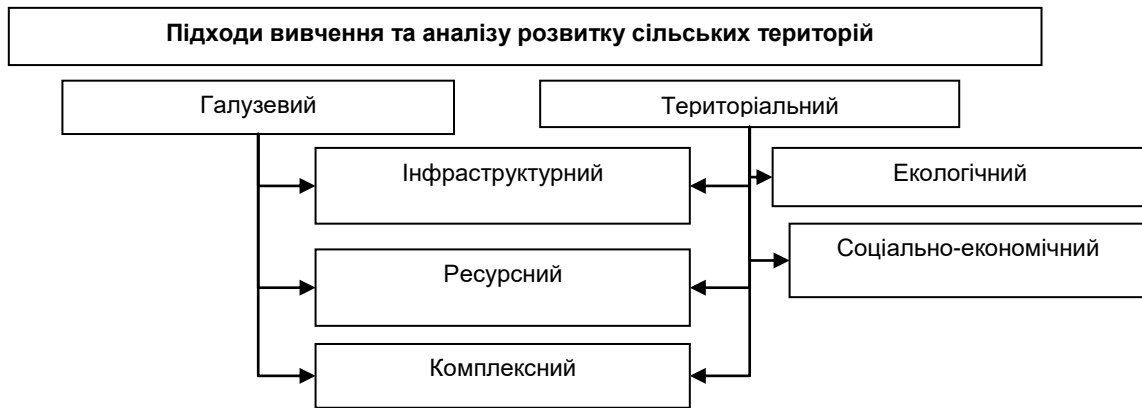 Підходи вивчення та аналізу розвитку сільських територій
Галузевий
Територіальний
Інфраструктурний
Екологічний
Соціально-економічний
Ресурсний
Комплексний